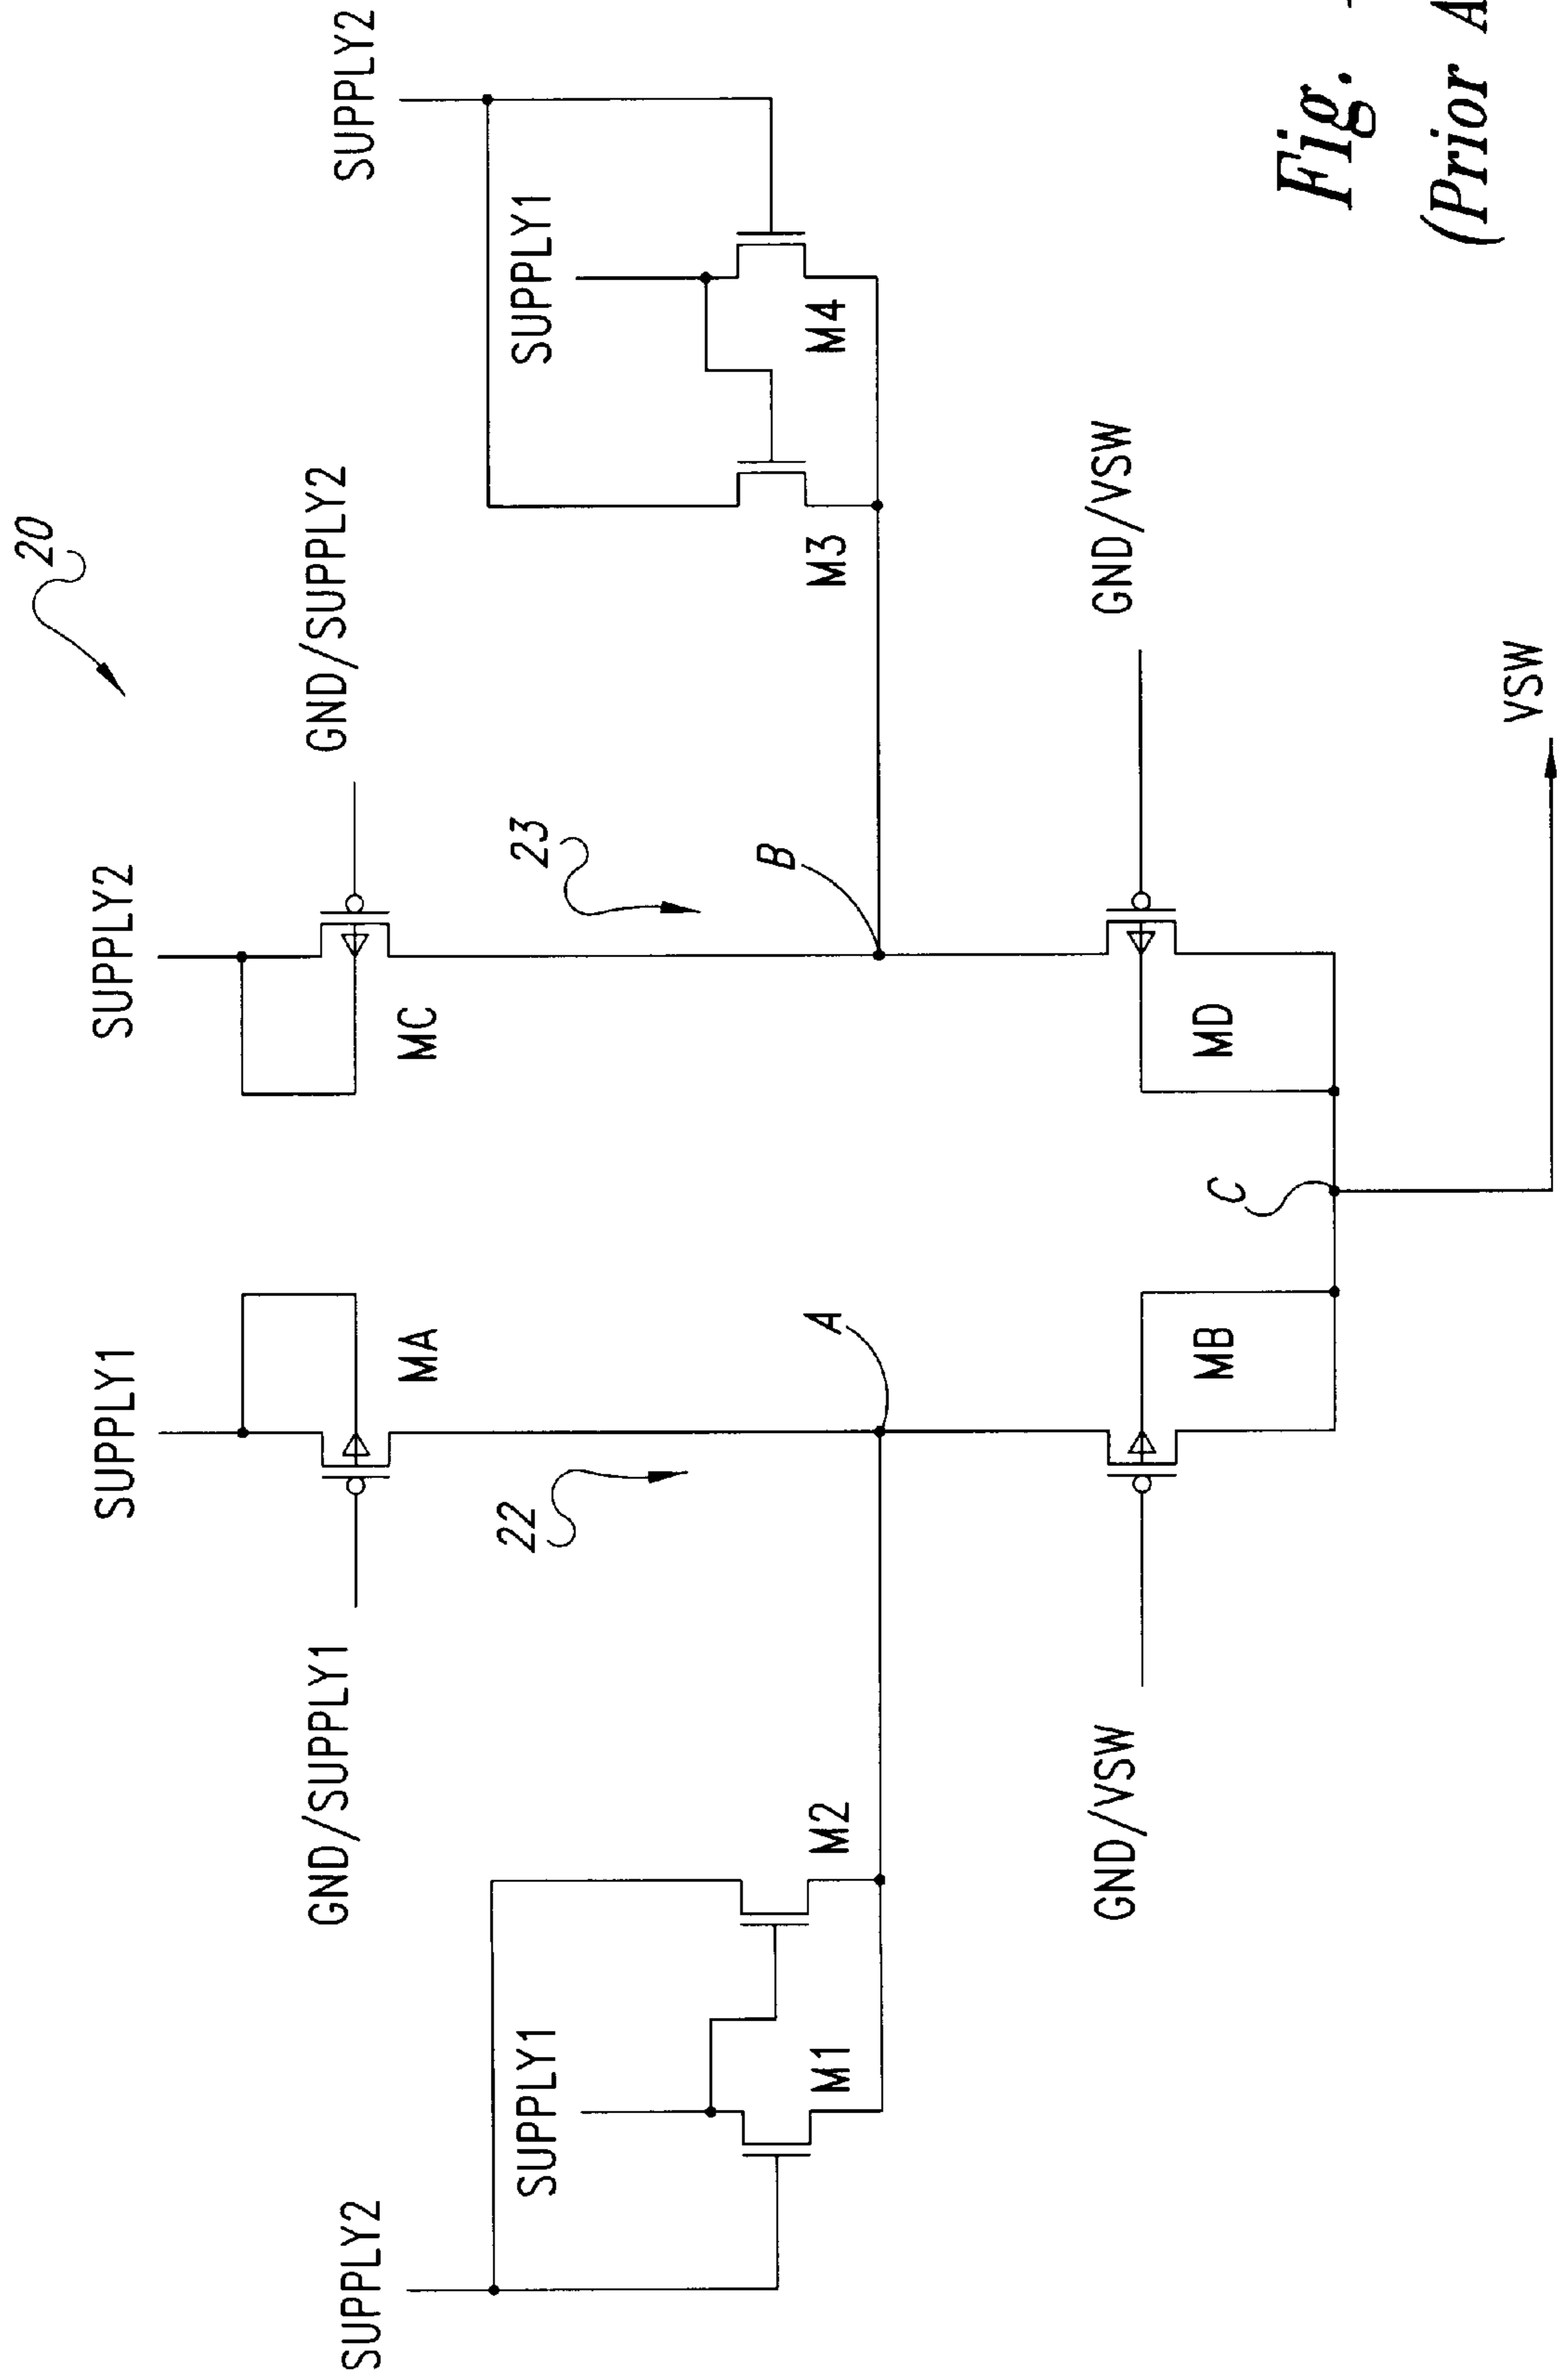 20
SUPPLY2
SUPPLY1
GND/SUPPLY1
MA
SUPPLY2
MC
GND/SUPPLY2
SUPPLY2
SUPPLY1
M1
M2
22
A
23
B
SUPPLY1
M3
M4
GND/VSW
MB
C
MD
GND/VSW
VSW
SUPPLY2
Fig.
(Prior A